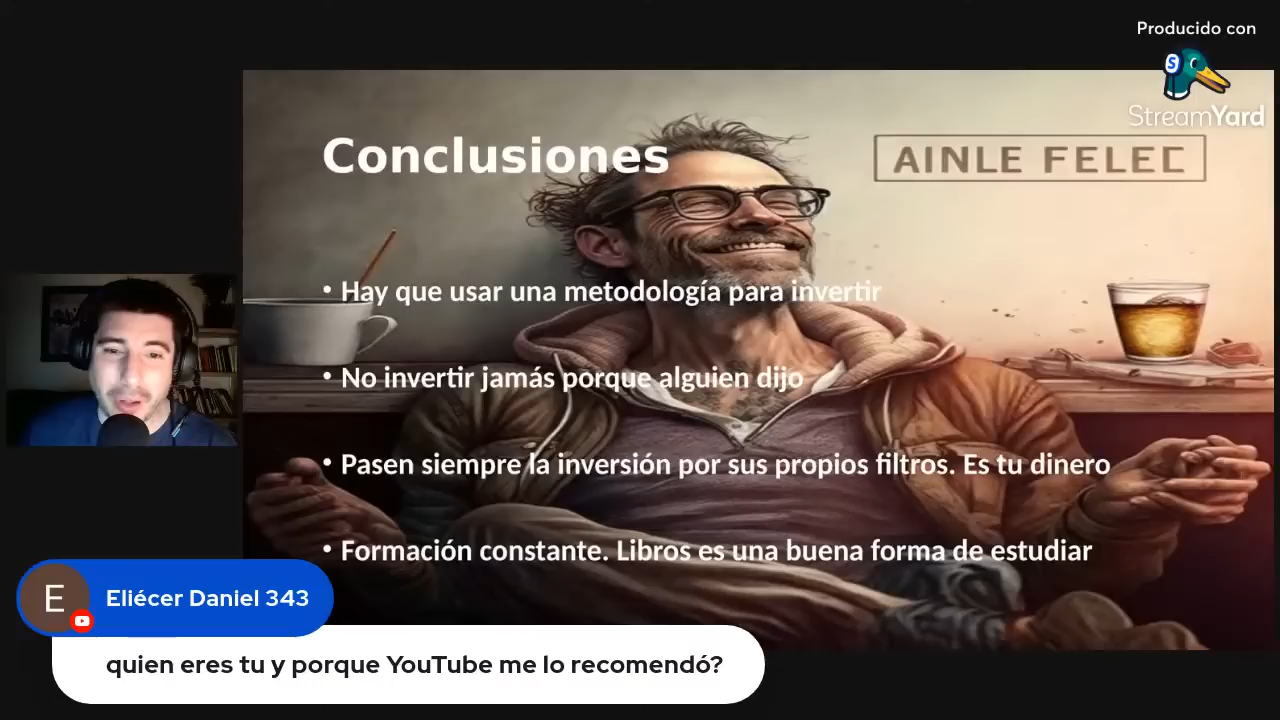 Producido con
StreamYard
Conclusiones
AINLE FELEC
• Hay que usar una metodología para invertir
• No invertir jamás porque alguien dijo
• Pasen siempre la inversión por sus propios filtros. Es tu dinero
• Formación constante. Libros es una buena forma de estudiar
E
Eliécer Daniel 343
quien eres tu y porque YouTube me lo recomendó?